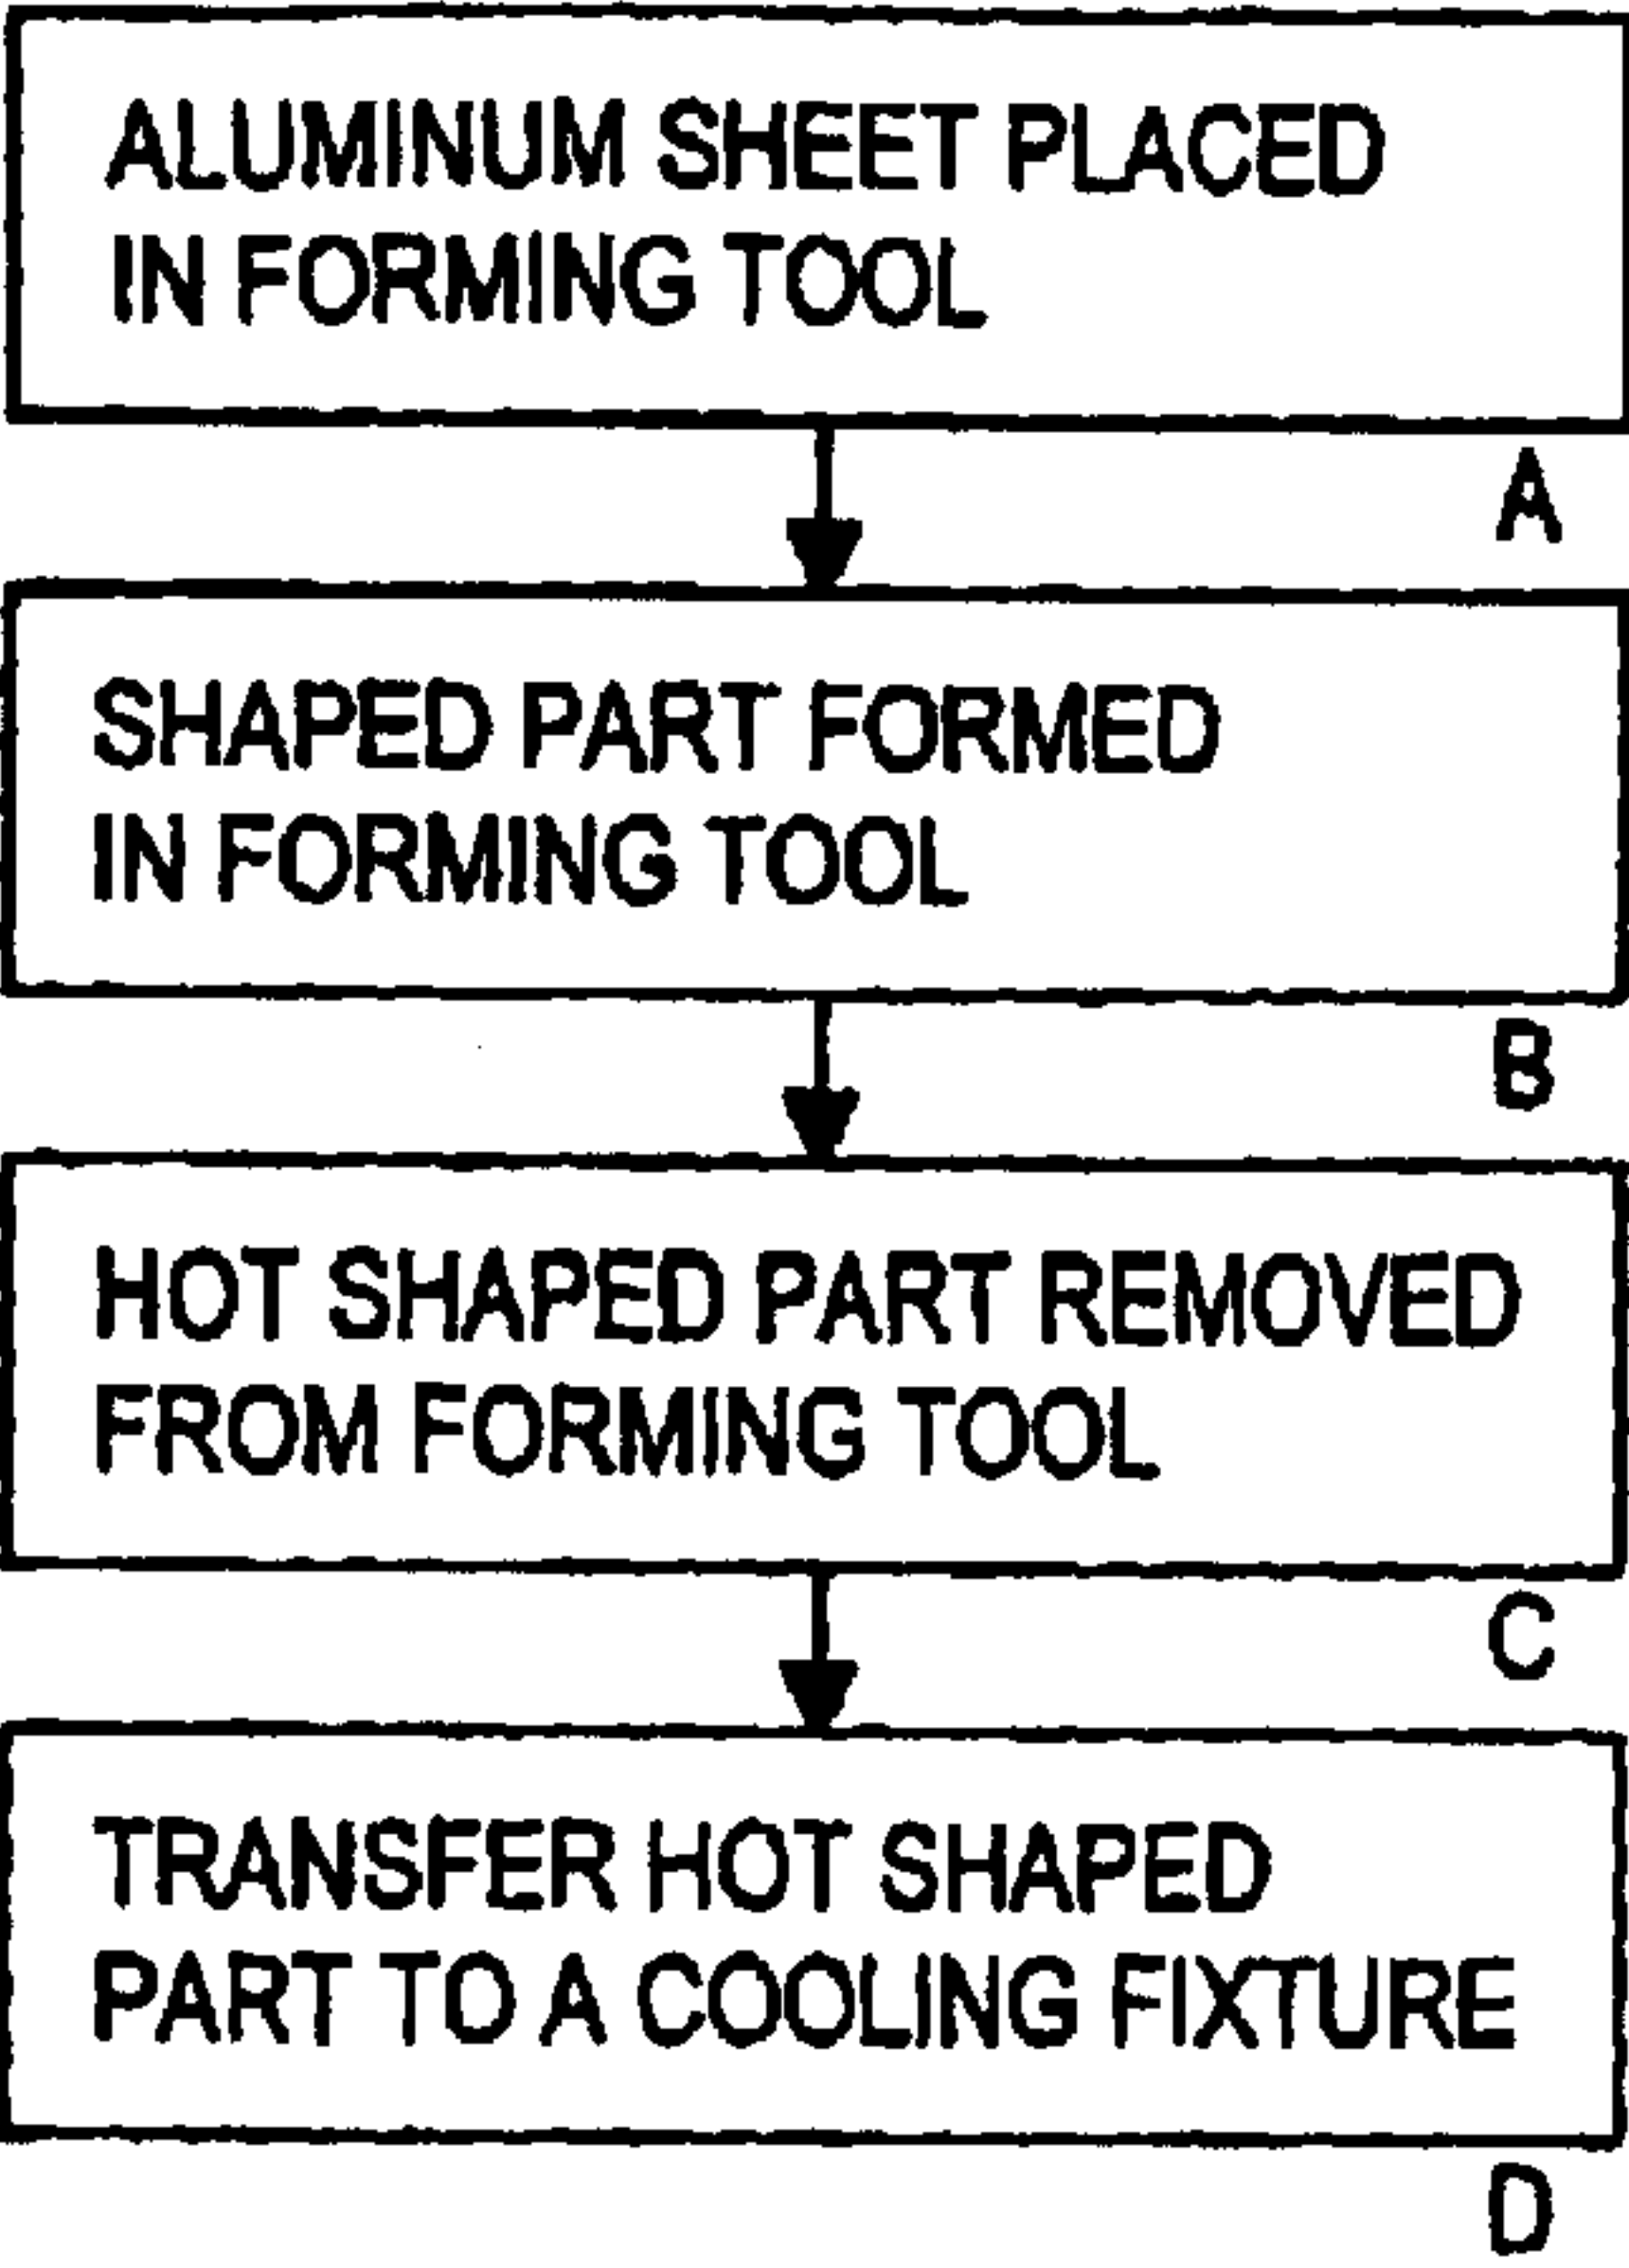 ALUMINUM SHEET PLACED
IN FORMING TOOL
A
SHAPED PART FORMED
IN FORMING TOOL
B
HOT SHAPED PART REMOVED
FROM FORMING TOOL
C
TRANSFER HOT SHAPED
PART TO A COOLING FIXTURE
D